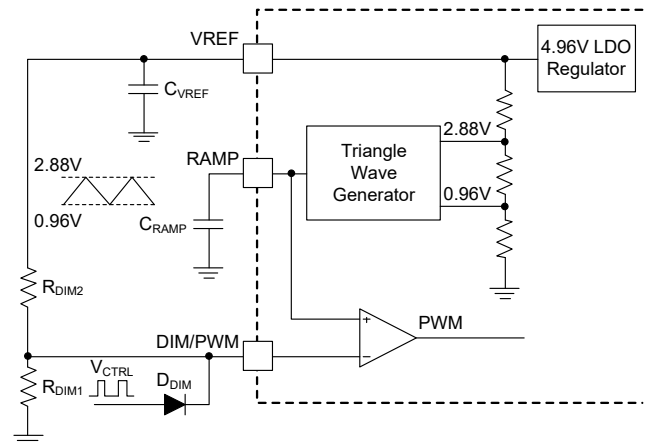 VREF
4.96V LDO
Regulator
CVREF
2.88V
RAMP
Triangle
Wave
Generator
2.88V
0.96V
0.96V
CRAMP
RDIM2
DIM/PWM
+
−
PWM
VCTRL
DDIM
RDIM1